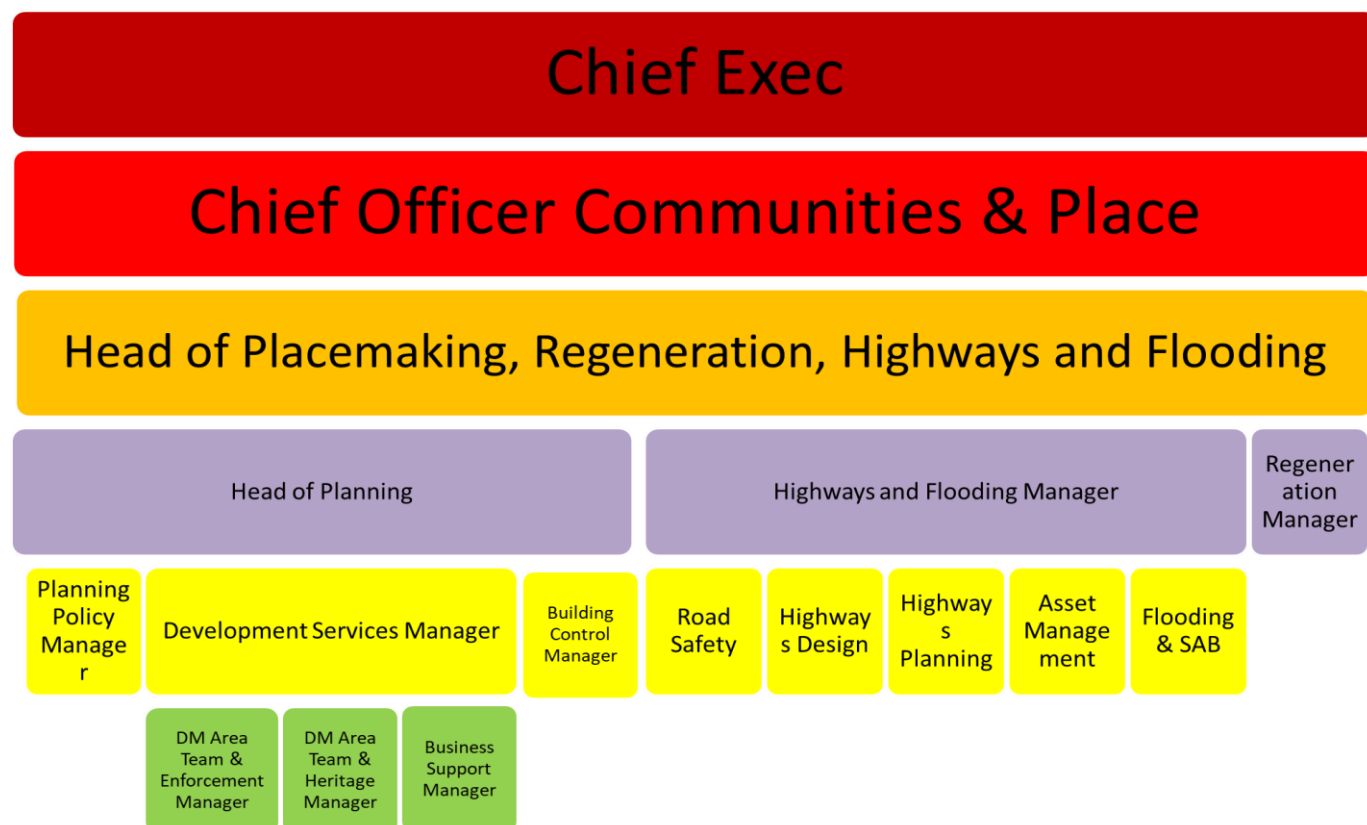 Chief Exec
Chief Officer Communities & Place
Head of Placemaking, Regeneration, Highways and Flooding
Head of Planning
Highways and Flooding Manager
Regener
ation
Manager
Planning
Policy
Manage
r
Development Services Manager
Building
Control
Manager
Road
Safety
Highway
s Design
Highway
s
Planning
Asset
Manage
ment
Flooding
& SAB
DM Area
Team &
Enforcement
Manager
DM Area
Team &
Heritage
Manager
Business
Support
Manager